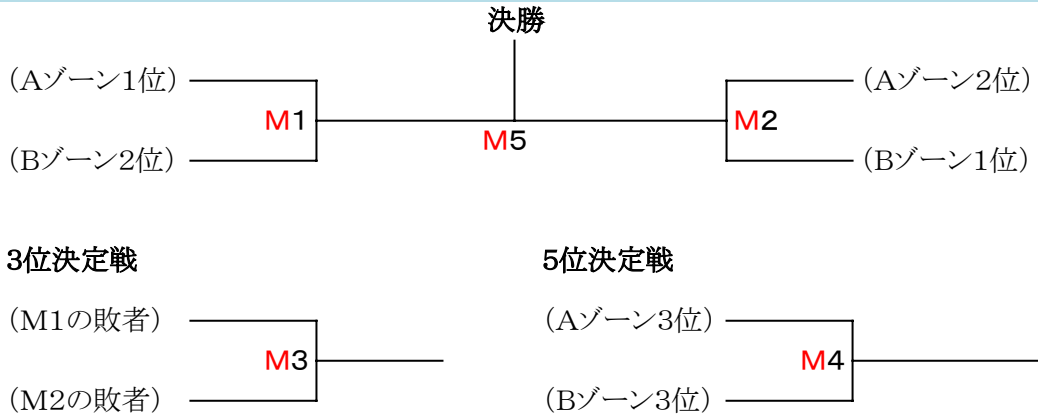 決勝
(Aゾーン1位)
(Aゾーン2位)
M1
M2
M5
(Bゾーン2位)
(Bゾーン1位)
3位決定戦
5位決定戦
(M1の敗者)
(Aゾーン3位)
M3
M4
(M2の敗者)
(Bゾーン3位)